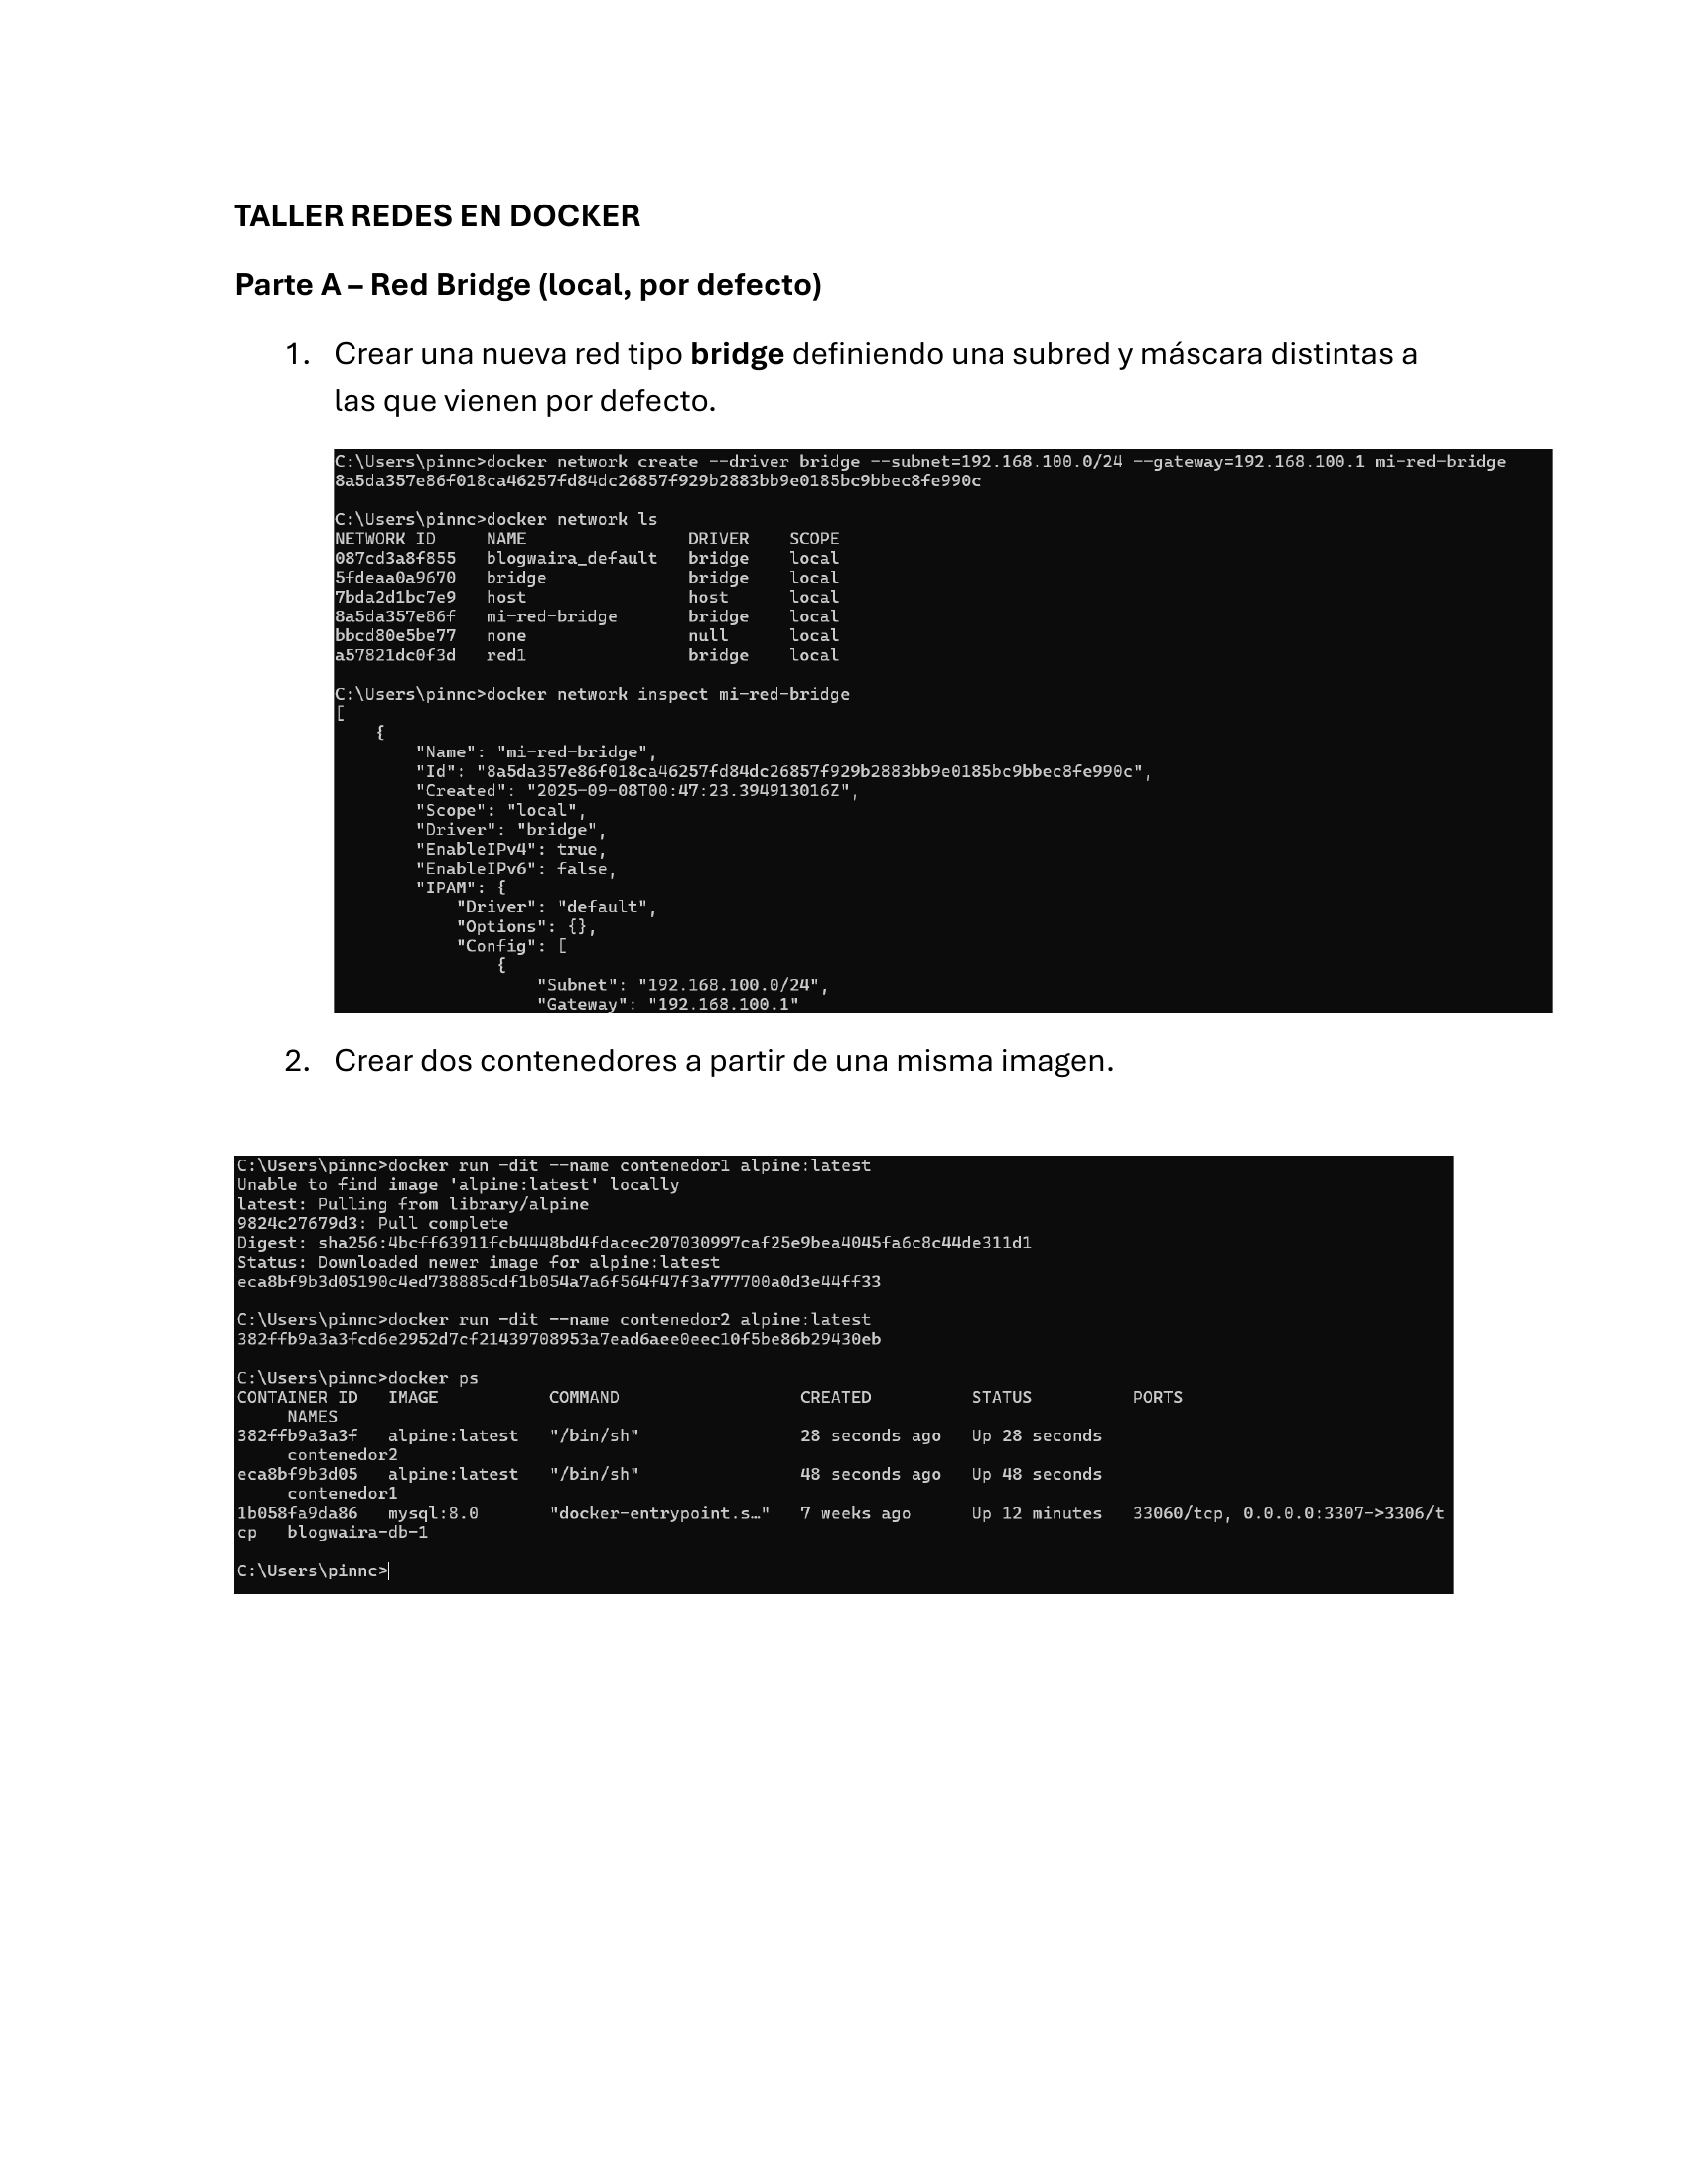 TALLER REDES EN DOCKER
Parte A – Red Bridge (local, por defecto)
1. Crear una nueva red tipo bridge definiendo una subred y máscara distintas a
las que vienen por defecto.
C:\Users\pinnc>docker network create --driver bridge --subnet=192.168.100.0/24 --gateway=192.168.100.1 mi-red-bridge
8a5da357e86f018ca46257fd84dc26857f929b2883bb9e0185bc9bbec8fe990c
C:\Users\pinnc>docker network ls
NETWORK ID     NAME                DRIVER    SCOPE
087cd3a8f855   blogwaira_default   bridge    local
5fdeaa0a9670   bridge              bridge    local
7bda2d1bc7e9   host                host      local
8a5da357e86f   mi-red-bridge       bridge    local
bbcd80e5be77   none                null      local
a57821dc0f3d   red1                bridge    local
C:\Users\pinnc>docker network inspect mi-red-bridge
[
    {
        "Name": "mi-red-bridge",
        "Id": "8a5da357e86f018ca46257fd84dc26857f929b2883bb9e0185bc9bbec8fe990c",
        "Created": "2025-09-08T00:47:23.394913016Z",
        "Scope": "local",
        "Driver": "bridge",
        "EnableIPv4": true,
        "EnableIPv6": false,
        "IPAM": {
            "Driver": "default",
            "Options": {},
            "Config": [
                {
                    "Subnet": "192.168.100.0/24",
                    "Gateway": "192.168.100.1"
2. Crear dos contenedores a partir de una misma imagen.
C:\Users\pinnc>docker run -dit --name contenedor1 alpine:latest
Unable to find image 'alpine:latest' locally
latest: Pulling from library/alpine
9824c27679d3: Pull complete
Digest: sha256:4bcff63911fcb4448bd4fdacec207030997caf25e9bea4045fa6c8c44de311d1
Status: Downloaded newer image for alpine:latest
eca8bf9b3d05190c4ed738885cdf1b054a7a6f564f47f3a777700a0d3e44ff33
C:\Users\pinnc>docker run -dit --name contenedor2 alpine:latest
382ffb9a3a3fcd6e2952d7cf21439708953a7ead6aee0eec10f5be86b29430eb
C:\Users\pinnc>docker ps
CONTAINER ID   IMAGE           COMMAND                  CREATED          STATUS          PORTS
     NAMES
382ffb9a3a3f   alpine:latest   "/bin/sh"                28 seconds ago   Up 28 seconds
     contenedor2
eca8bf9b3d05   alpine:latest   "/bin/sh"                48 seconds ago   Up 48 seconds
     contenedor1
1b058fa9da86   mysql:8.0       "docker-entrypoint.s…"   7 weeks ago      Up 12 minutes   33060/tcp, 0.0.0.0:3307->3306/t
cp   blogwaira-db-1
C:\Users\pinnc>